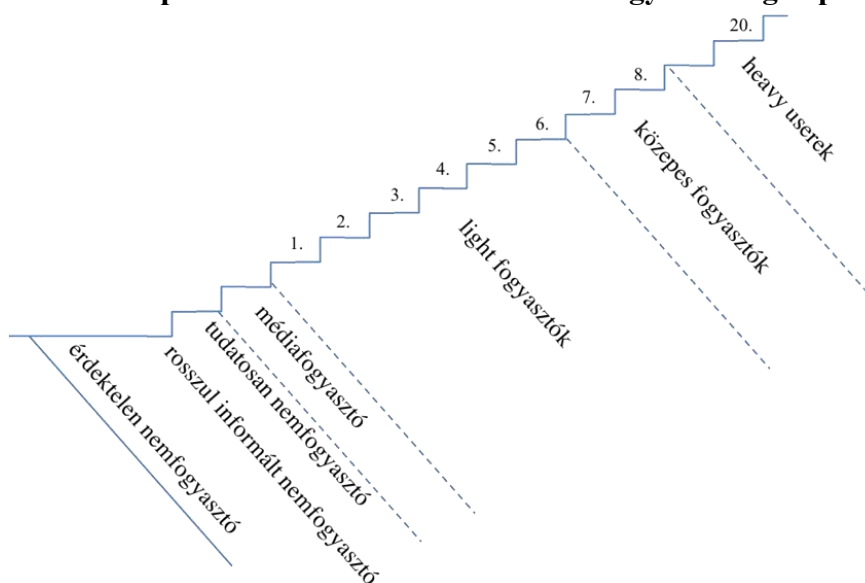 20.
8.
7.
6.
5.
4.
3.
2.
1.
heavy userek
közepes fogyasztók
light fogyasztók
médiafogyasztó
tudatosan nemfogyasztó
rosszul informált nemfogyasztó
érdektelen nemfogyasztó